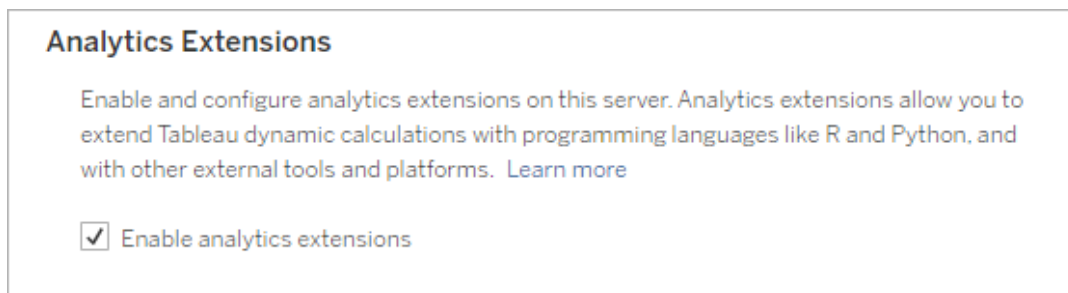 Analytics Extensions
Enable and configure analytics extensions on this server. Analytics extensions allow you to
extend Tableau dynamic calculations with programming languages like R and Python, and
with other external tools and platforms. Learn more
Enable analytics extensions